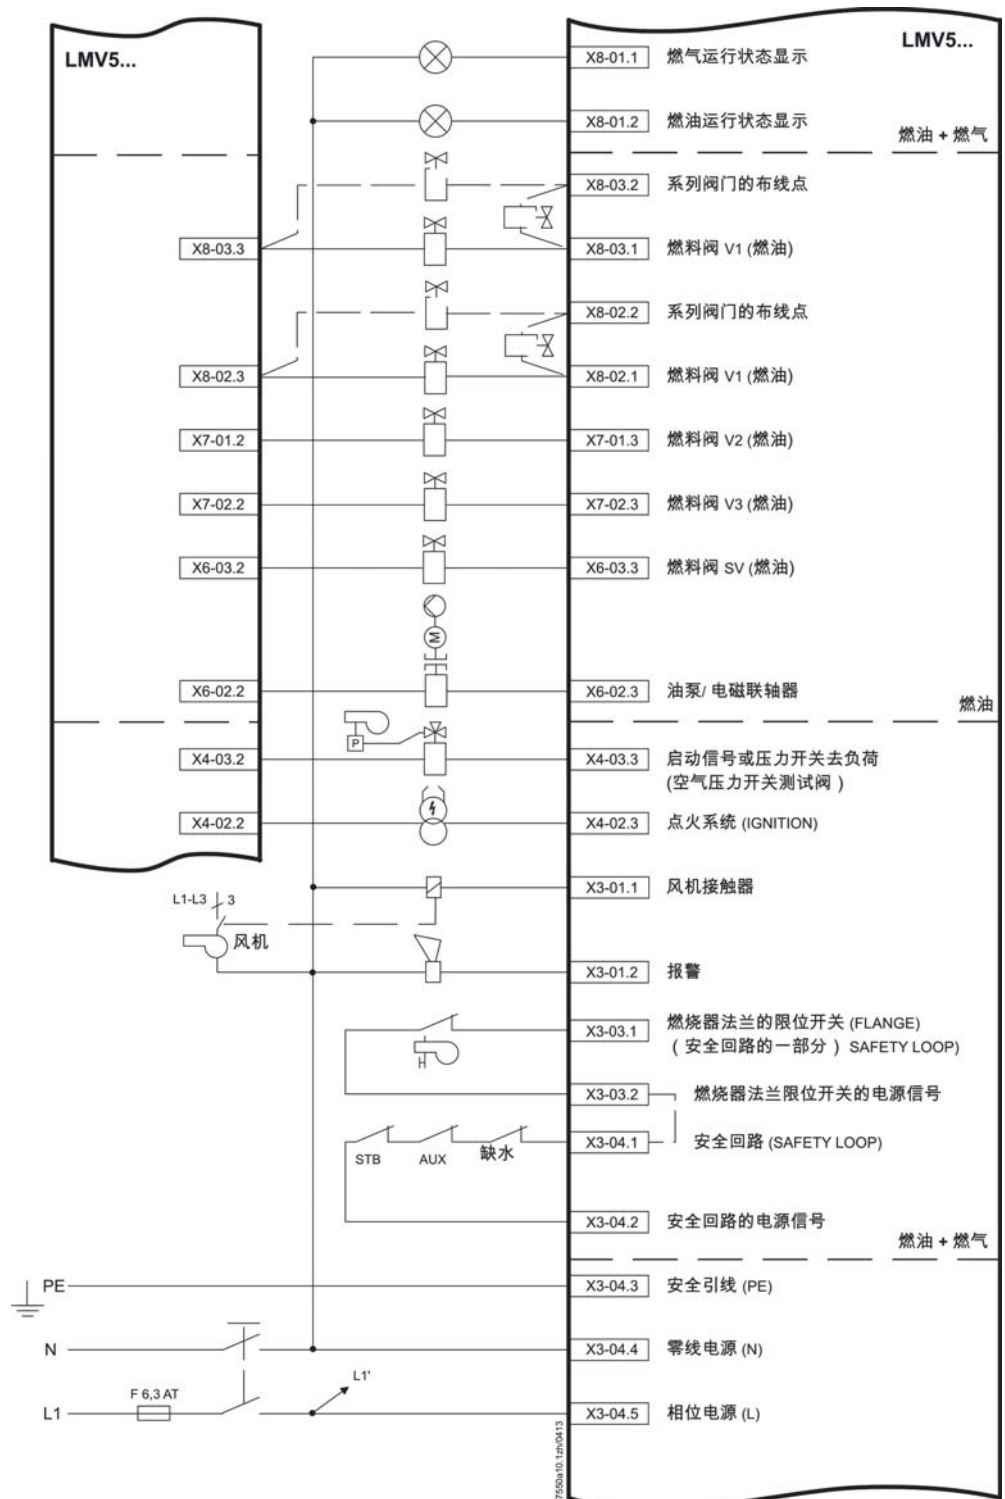 LMV5...
LMV5...
X8-01.1 燃气运行状态显示
X8-01.2 燃油运行状态显示
燃油 + 燃气
X8-03.2 系列阀门的布线点
X8-03.3 X8-03.1 燃料阀 V1 (燃油)
X8-02.2 系列阀门的布线点
X8-02.3 X8-02.1 燃料阀 V1 (燃油)
X7-01.2 X7-01.3 燃料阀 V2 (燃油)
X7-02.2 X7-02.3 燃料阀 V3 (燃油)
X6-03.2 X6-03.3 燃料阀 SV (燃油)
M
X6-02.2 X6-02.3 油泵/ 电磁联轴器
燃油
P
X4-03.2 X4-03.3 启动信号或压力开关去负荷
(空气压力开关测试阀 )
X4-02.2 X4-02.3 点火系统 (IGNITION)
X3-01.1 风机接触器
L1-L3 3
风机
X3-01.2 报警
X3-03.1 燃烧器法兰的限位开关 (FLANGE)
( 安全回路的一部分 ) SAFETY LOOP)
X3-03.2 燃烧器法兰限位开关的电源信号
STB AUX 缺水 X3-04.1 安全回路 (SAFETY LOOP)
X3-04.2 安全回路的电源信号
燃油 + 燃气
PE X3-04.3 安全引线 (PE)
N X3-04.4 零线电源 (N)
L1'
F 6,3 AT
L1 X3-04.5 相位电源 (L)
7550a10.1zh/0413